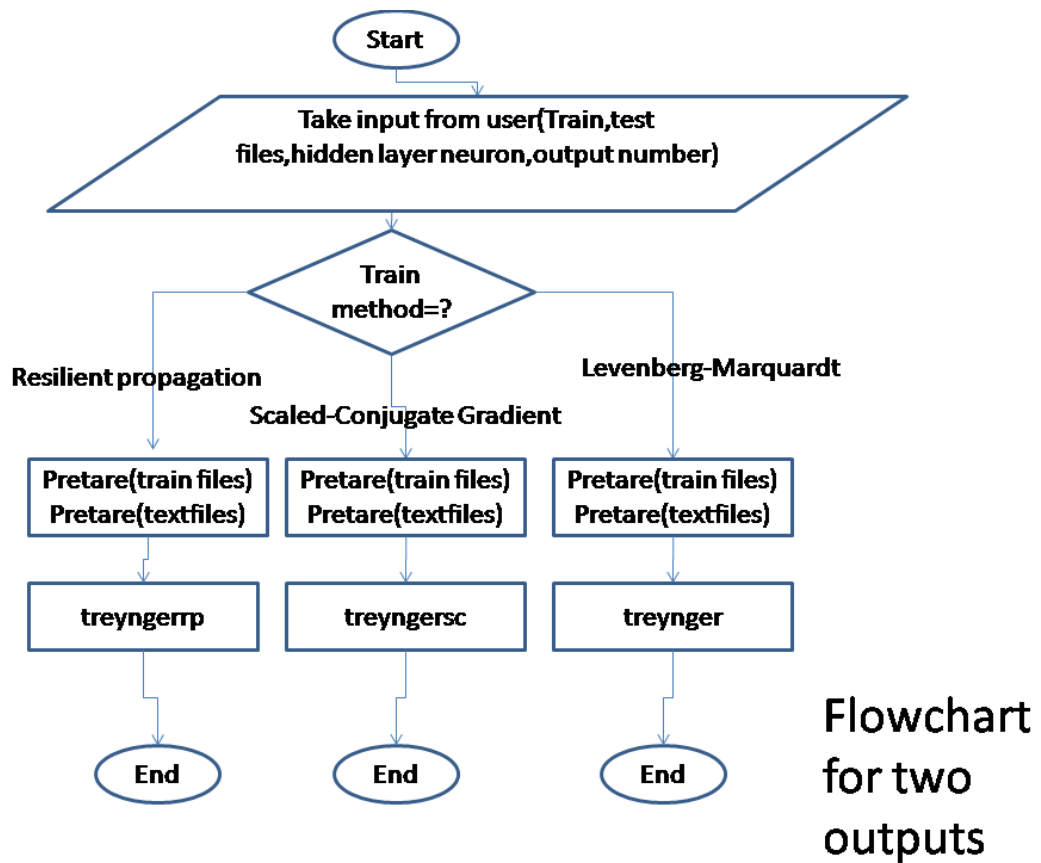 Start
Take input from user(Train,test
files,hidden layer neuron,output number)
Train
method=?
Resilient propagation
Scaled-Conjugate Gradient
Levenberg-Marquardt
Pretare(train files)
Pretare(textfiles)
Pretare(train files)
Pretare(textfiles)
Pretare(train files)
Pretare(textfiles)
treyngerrp
treyngersc
treynger
End
End
End
Flowchart
for two
outputs